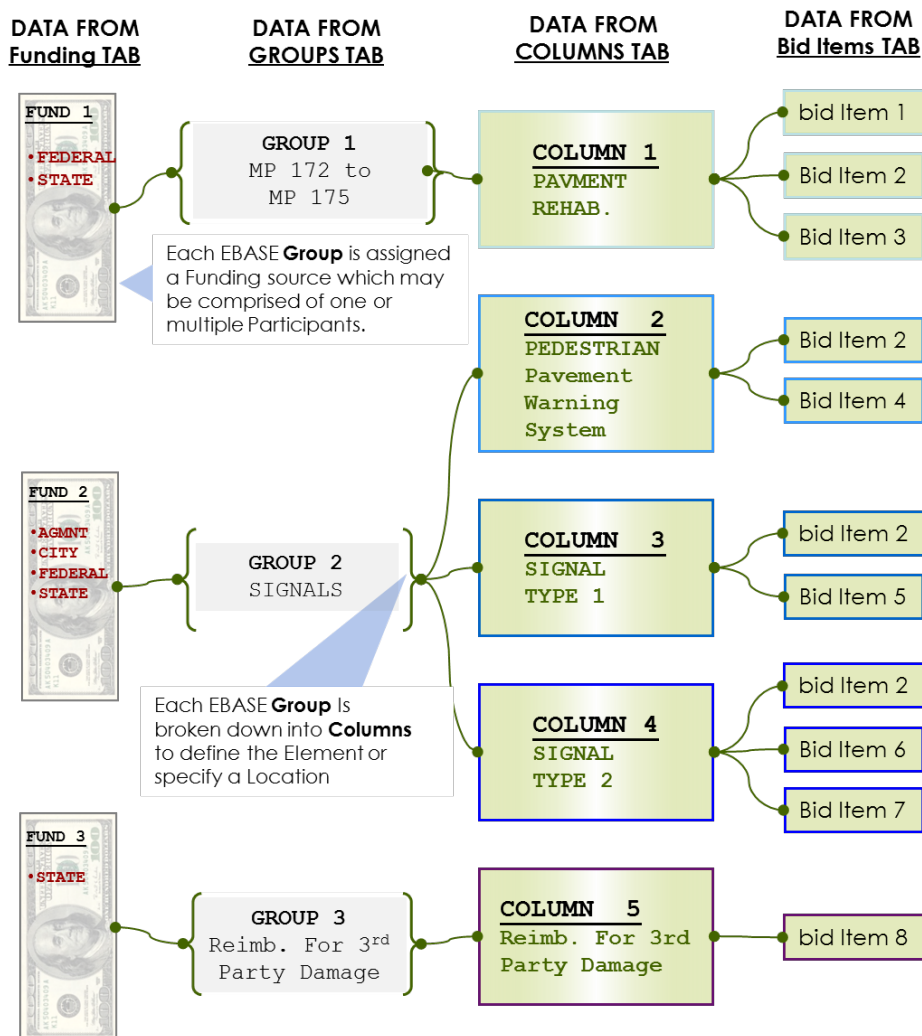 DATA FROM
Funding TAB
DATA FROM
GROUPS TAB
DATA FROM
COLUMNS TAB
DATA FROM
Bid Items TAB
FUND 1
•FEDERAL
•STATE
GROUP 1
MP 172 to
MP 175
COLUMN 1
PAVMENT
REHAB.
bid Item 1
Bid Item 2
Bid Item 3
Each EBASE Group is assigned
a Funding source which may
be comprised of one or
multiple Participants.
COLUMN 2
PEDESTRIAN
Pavement
Warning
System
Bid Item 2
Bid Item 4
FUND 2
•AGMNT
•CITY
•FEDERAL
•STATE
GROUP 2
SIGNALS
COLUMN 3
SIGNAL
TYPE 1
bid Item 2
Bid Item 5
Each EBASE Group Is
broken down into Columns
to define the Element or
specify a Location
COLUMN 4
SIGNAL
TYPE 2
bid Item 2
Bid Item 6
Bid Item 7
FUND 3
•STATE
GROUP 3
Reimb. For 3rd
Party Damage
COLUMN 5
Reimb. For 3rd
Party Damage
bid Item 8